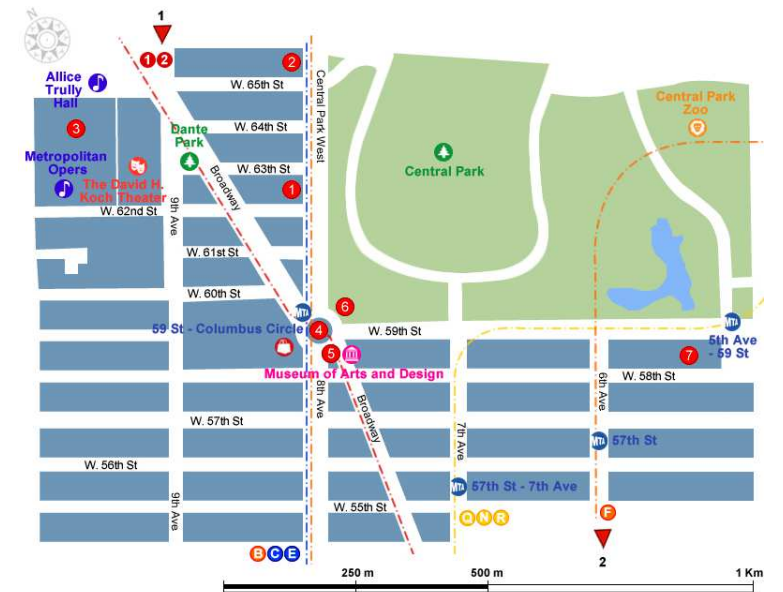 N
1
1 2
2
Allice
Trully
Hall
W. 65th St
Central Park West
Central Park
Zoo
3
W. 64th St
Dante
Park
Metropolitan
Opers
W. 63th St
Central Park
The David H.
Koch Theater
Broadway
1
9th Ave
W. 62nd St
W. 61st St
W. 60th St
MTA
6
59 St - Columbus Circle
4
W. 59th St
MTA
5th Ave
- 59 St
5
7
Museum of Arts and Design
W. 58th St
8th Ave
6th Ave
Broadway
W. 57th St
7th Ave
MTA 57th St
W. 56th St
MTA 57th St - 7th Ave
9th Ave
W. 55th St
Q N R
F
B C E
2
250 m
500 m
1 Km